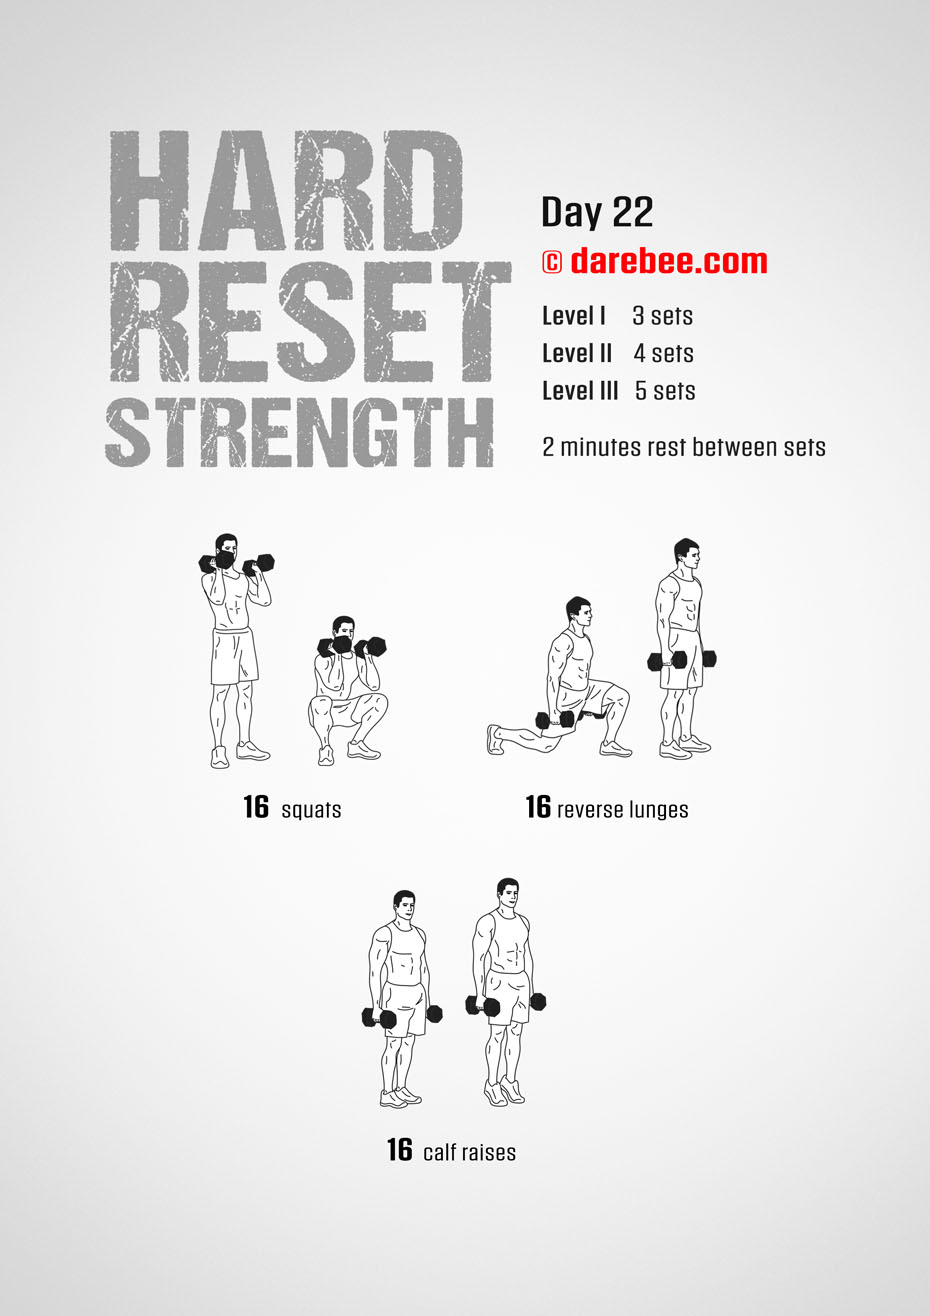 HARD
RESET
STRENGTH
Day 22
© darebee.com
Level I 3 sets
Level II 4 sets
Level III 5 sets
2 minutes rest between sets
16 squats
16 reverse lunges
16 calf raises